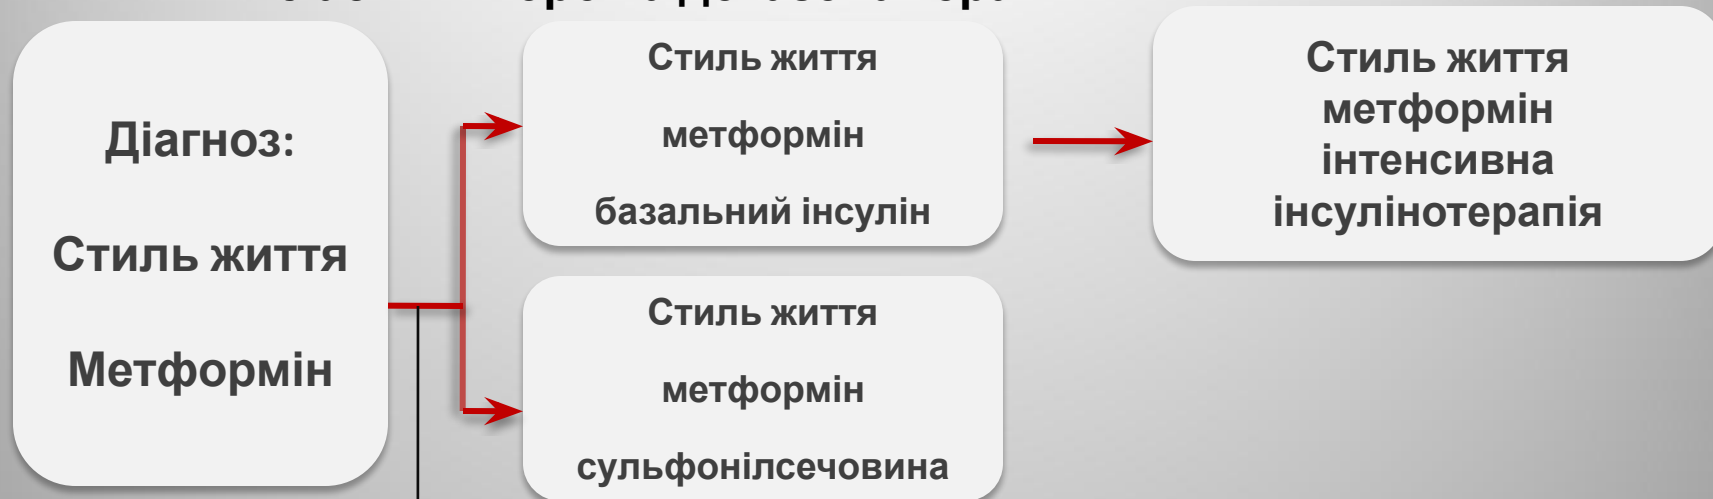 Діагноз:
Стиль життя
Метформін
Стиль життя
метформін
базальний інсулін
Стиль життя
метформін
сульфонілсечовина
Стиль життя
метформін
інтенсивна
інсулінотерапія